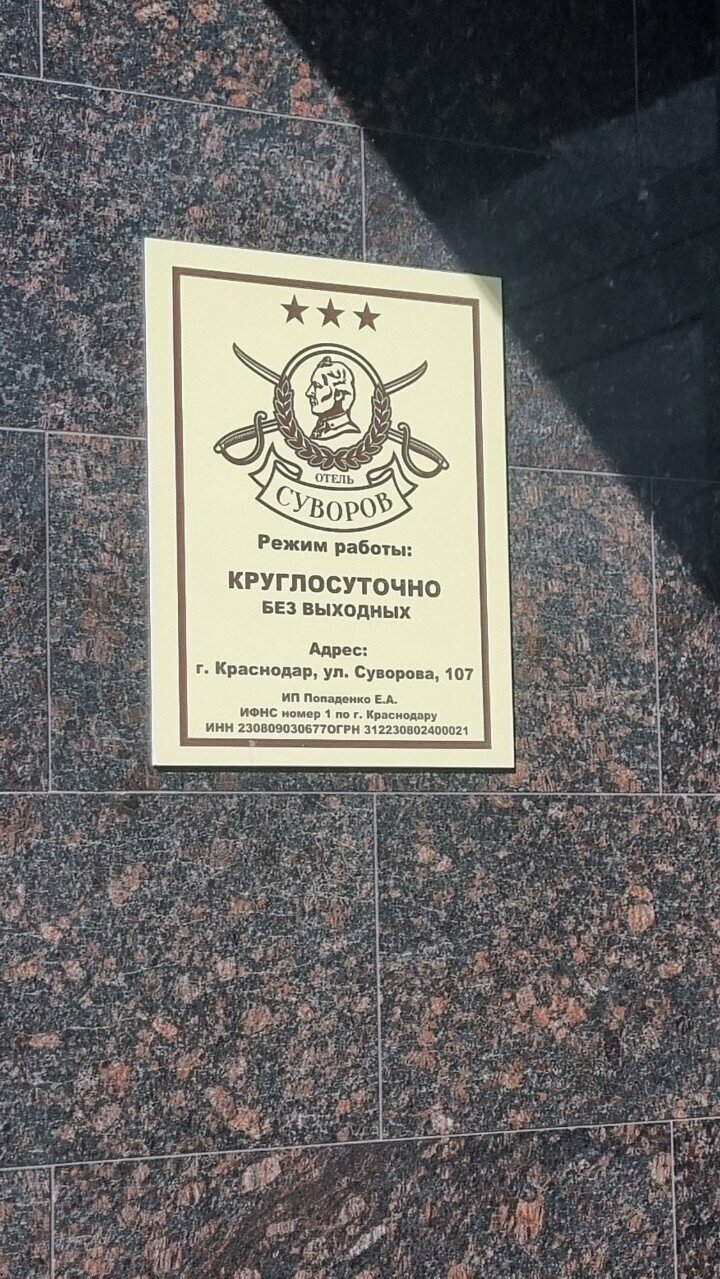 ОТЕЛЬ
СУВОРОВ
Режим работы:
КРУГЛОСУТОЧНО
БЕЗ ВЫХОДНЫХ
Адрес:
г. Краснодар, ул. Суворова, 107
ИП Попаденко Е.А.
ИФНС номер 1 по г. Краснодару
ИНН 230809030677ОГРН 312230802400021